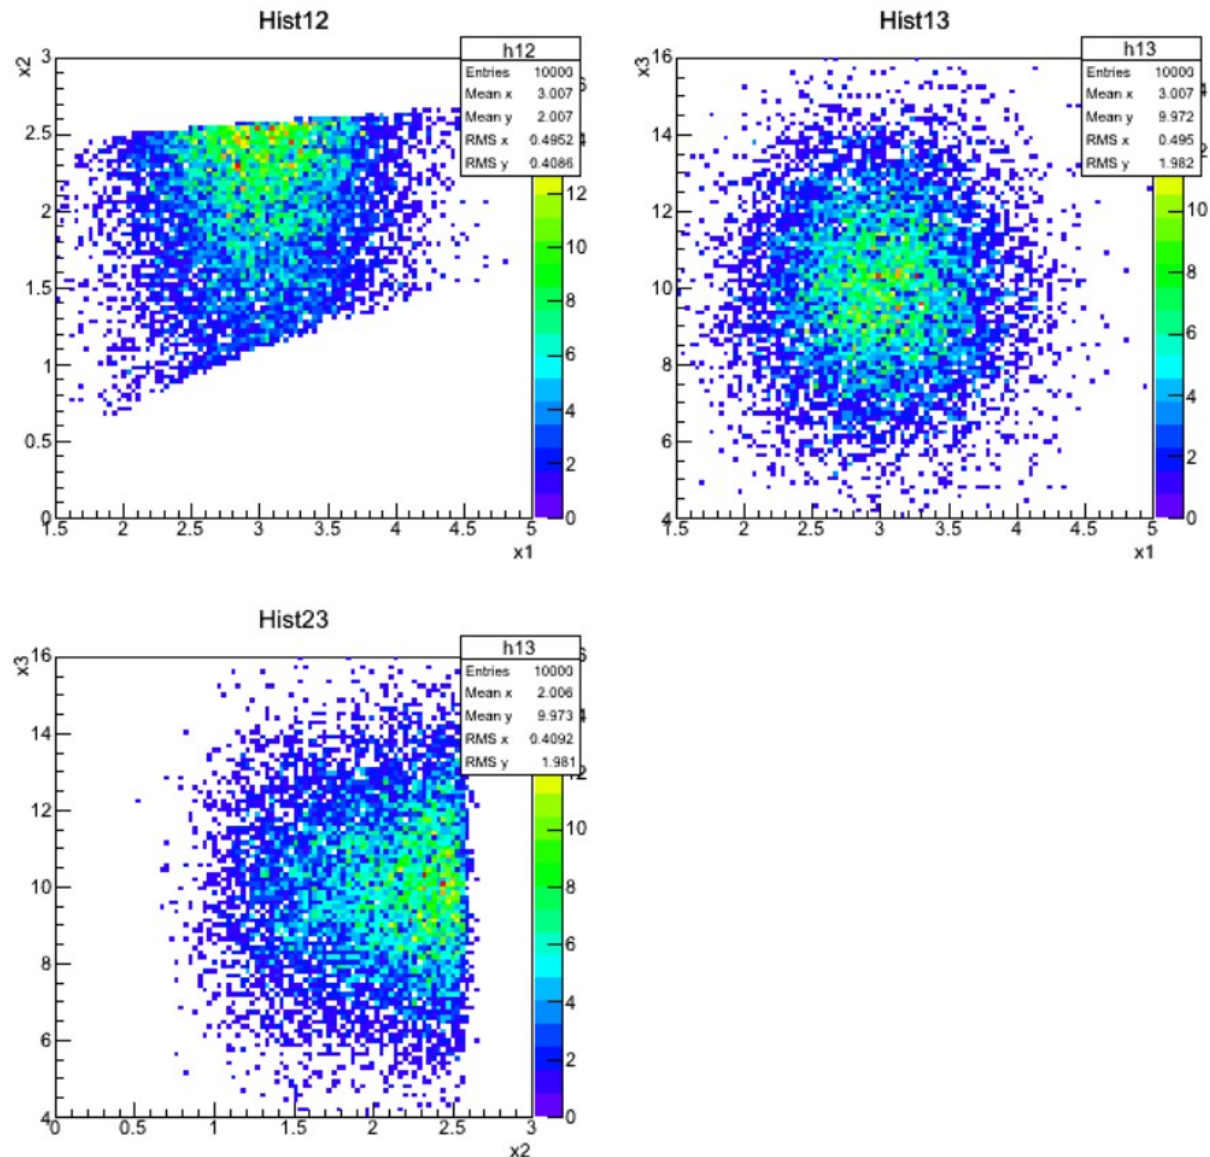 Hist12
h12
Entries 10000
Mean x 3.007
Mean y 2.007
RMS x 0.4952
RMS y 0.4086
x2
3
2.5
2
1.5
1
0.5
0
1.5 2 2.5 3 3.5 4 4.5 5
x1
12
10
8
6
4
2
0
Hist13
h13
Entries 10000
Mean x 3.007
Mean y 9.972
RMS x 0.495
RMS y 1.982
x3
16
14
12
10
8
6
4
1.5 2 2.5 3 3.5 4 4.5 5
x1
10
8
6
4
2
0
Hist23
h13
Entries 10000
Mean x 2.006
Mean y 9.973
RMS x 0.4092
RMS y 1.981
x3
16
14
12
10
8
6
4
0 0.5 1 1.5 2 2.5 3
x2
12
10
8
6
4
2
0